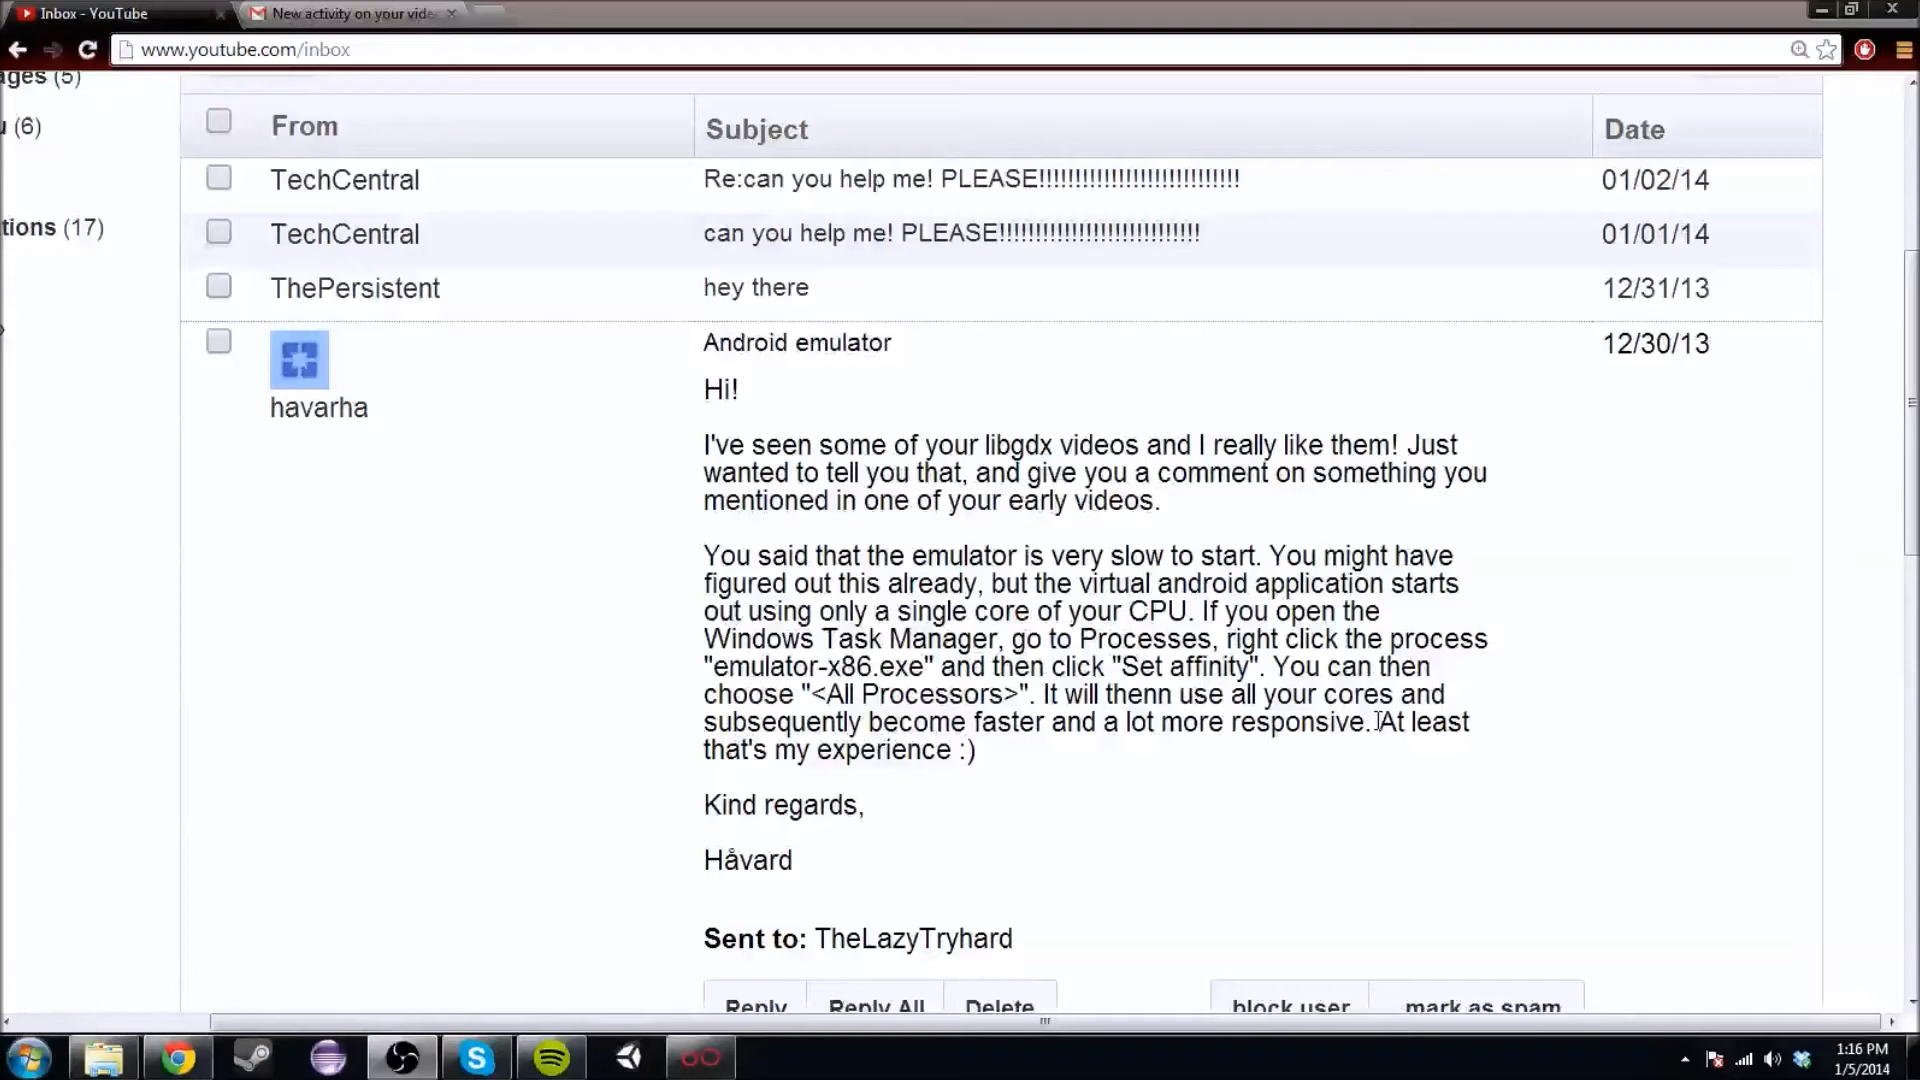 Inbox - YouTube
New activity on your vide
www.youtube.com/inbox
ages (5)
u (6)
tions (17)
From Subject Date
TechCentral Re:can you help me! PLEASE!!!!!!!!!!!!!!!!!!!!!!!!!!!! 01/02/14
TechCentral can you help me! PLEASE!!!!!!!!!!!!!!!!!!!!!!!!!!!! 01/01/14
ThePersistent hey there 12/31/13
Android emulator 12/30/13
havarha
Hi!
I've seen some of your libgdx videos and I really like them! Just
wanted to tell you that, and give you a comment on something you
mentioned in one of your early videos.
You said that the emulator is very slow to start. You might have
figured out this already, but the virtual android application starts
out using only a single core of your CPU. If you open the
Windows Task Manager, go to Processes, right click the process
"emulator-x86.exe" and then click "Set affinity". You can then
choose "<All Processors>". It will thenn use all your cores and
subsequently become faster and a lot more responsive. At least
that's my experience :)
Kind regards,
Håvard
Sent to: TheLazyTryhard
Reply Reply All Delete block user mark as spam
1:16 PM
1/5/2014